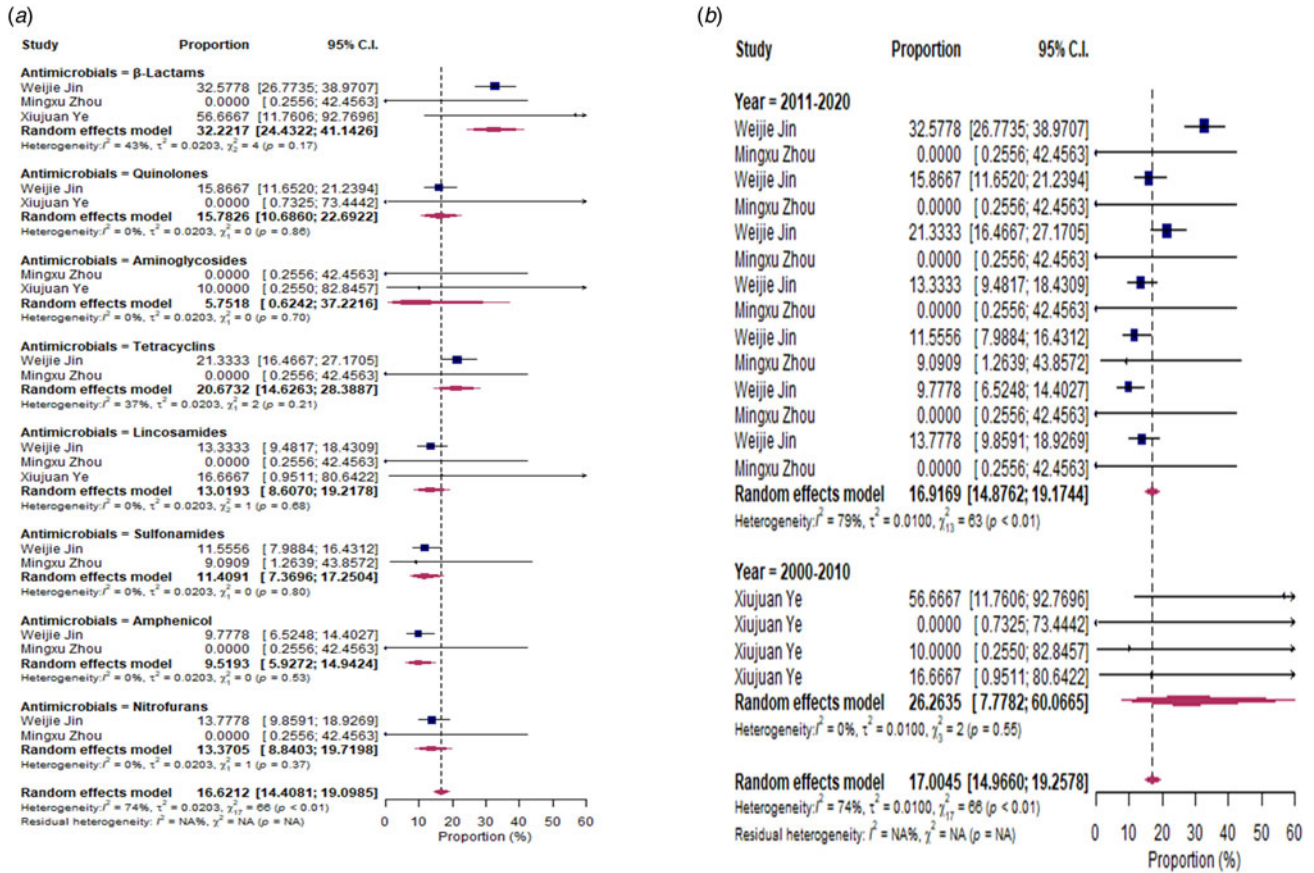 (a)
Study Proportion 95% C.I.
Antimicrobials = β-Lactams
Weijie Jin 32.5778 [26.7735; 38.9707]
Mingxu Zhou 0.0000 [ 0.2556; 42.4563]
Xiujuan Ye 56.6667 [11.7606; 92.7696]
Random effects model 32.2217 [24.4322; 41.1426]
Heterogeneity: I² = 43%, τ² = 0.0203, χ²₂ = 4 (p = 0.17)
Antimicrobials = Quinolones
Weijie Jin 15.8667 [11.6520; 21.2394]
Xiujuan Ye 0.0000 [ 0.7325; 73.4442]
Random effects model 15.7826 [10.6860; 22.6922]
Heterogeneity: I² = 0%, τ² = 0.0203, χ²₁ = 0 (p = 0.86)
Antimicrobials = Aminoglycosides
Mingxu Zhou 0.0000 [ 0.2556; 42.4563]
Xiujuan Ye 10.0000 [ 0.2550; 82.8457]
Random effects model 5.7518 [ 0.6242; 37.2216]
Heterogeneity: I² = 0%, τ² = 0.0203, χ²₁ = 0 (p = 0.70)
Antimicrobials = Tetracyclins
Weijie Jin 21.3333 [16.4667; 27.1705]
Mingxu Zhou 0.0000 [ 0.2556; 42.4563]
Random effects model 20.6732 [14.6263; 28.3887]
Heterogeneity: I² = 37%, τ² = 0.0203, χ²₁ = 2 (p = 0.21)
Antimicrobials = Lincosamides
Weijie Jin 13.3333 [ 9.4817; 18.4309]
Mingxu Zhou 0.0000 [ 0.2556; 42.4563]
Xiujuan Ye 16.6667 [ 0.9511; 80.6422]
Random effects model 13.0193 [ 8.6070; 19.2178]
Heterogeneity: I² = 0%, τ² = 0.0203, χ²₂ = 1 (p = 0.68)
Antimicrobials = Sulfonamides
Weijie Jin 11.5556 [ 7.9884; 16.4312]
Mingxu Zhou 9.0909 [ 1.2639; 43.8572]
Random effects model 11.4091 [ 7.3696; 17.2504]
Heterogeneity: I² = 0%, τ² = 0.0203, χ²₁ = 0 (p = 0.80)
Antimicrobials = Amphenicol
Weijie Jin 9.7778 [ 6.5248; 14.4027]
Mingxu Zhou 0.0000 [ 0.2556; 42.4563]
Random effects model 9.5193 [ 5.9272; 14.9424]
Heterogeneity: I² = 0%, τ² = 0.0203, χ²₁ = 0 (p = 0.53)
Antimicrobials = Nitrofurans
Weijie Jin 13.7778 [ 9.8591; 18.9269]
Mingxu Zhou 0.0000 [ 0.2556; 42.4563]
Random effects model 13.3705 [ 8.8403; 19.7198]
Heterogeneity: I² = 0%, τ² = 0.0203, χ²₁ = 1 (p = 0.37)
Random effects model 16.6212 [14.4081; 19.0985]
Heterogeneity: I² = 74%, τ² = 0.0203, χ²₁₇ = 66 (p < 0.01)
Residual heterogeneity: I² = NA%, χ² = NA (p = NA)
0 10 20 30 40 50 60
Proportion (%)
(b)
Study Proportion 95% C.I.
Year = 2011-2020
Weijie Jin 32.5778 [26.7735; 38.9707]
Mingxu Zhou 0.0000 [ 0.2556; 42.4563]
Weijie Jin 15.8667 [11.6520; 21.2394]
Mingxu Zhou 0.0000 [ 0.2556; 42.4563]
Weijie Jin 21.3333 [16.4667; 27.1705]
Mingxu Zhou 0.0000 [ 0.2556; 42.4563]
Weijie Jin 13.3333 [ 9.4817; 18.4309]
Mingxu Zhou 0.0000 [ 0.2556; 42.4563]
Weijie Jin 11.5556 [ 7.9884; 16.4312]
Mingxu Zhou 9.0909 [ 1.2639; 43.8572]
Weijie Jin 9.7778 [ 6.5248; 14.4027]
Mingxu Zhou 0.0000 [ 0.2556; 42.4563]
Weijie Jin 13.7778 [ 9.8591; 18.9269]
Mingxu Zhou 0.0000 [ 0.2556; 42.4563]
Random effects model 16.9169 [14.8762; 19.1744]
Heterogeneity: I² = 79%, τ² = 0.0100, χ²₁₃ = 63 (p < 0.01)
Year = 2000-2010
Xiujuan Ye 56.6667 [11.7606; 92.7696]
Xiujuan Ye 0.0000 [ 0.7325; 73.4442]
Xiujuan Ye 10.0000 [ 0.2550; 82.8457]
Xiujuan Ye 16.6667 [ 0.9511; 80.6422]
Random effects model 26.2635 [ 7.7782; 60.0665]
Heterogeneity: I² = 0%, τ² = 0.0100, χ²₃ = 2 (p = 0.55)
Random effects model 17.0045 [14.9660; 19.2578]
Heterogeneity: I² = 74%, τ² = 0.0100, χ²₁₇ = 66 (p < 0.01)
Residual heterogeneity: I² = NA%, χ² = NA (p = NA)
0 10 20 30 40 50 60
Proportion (%)